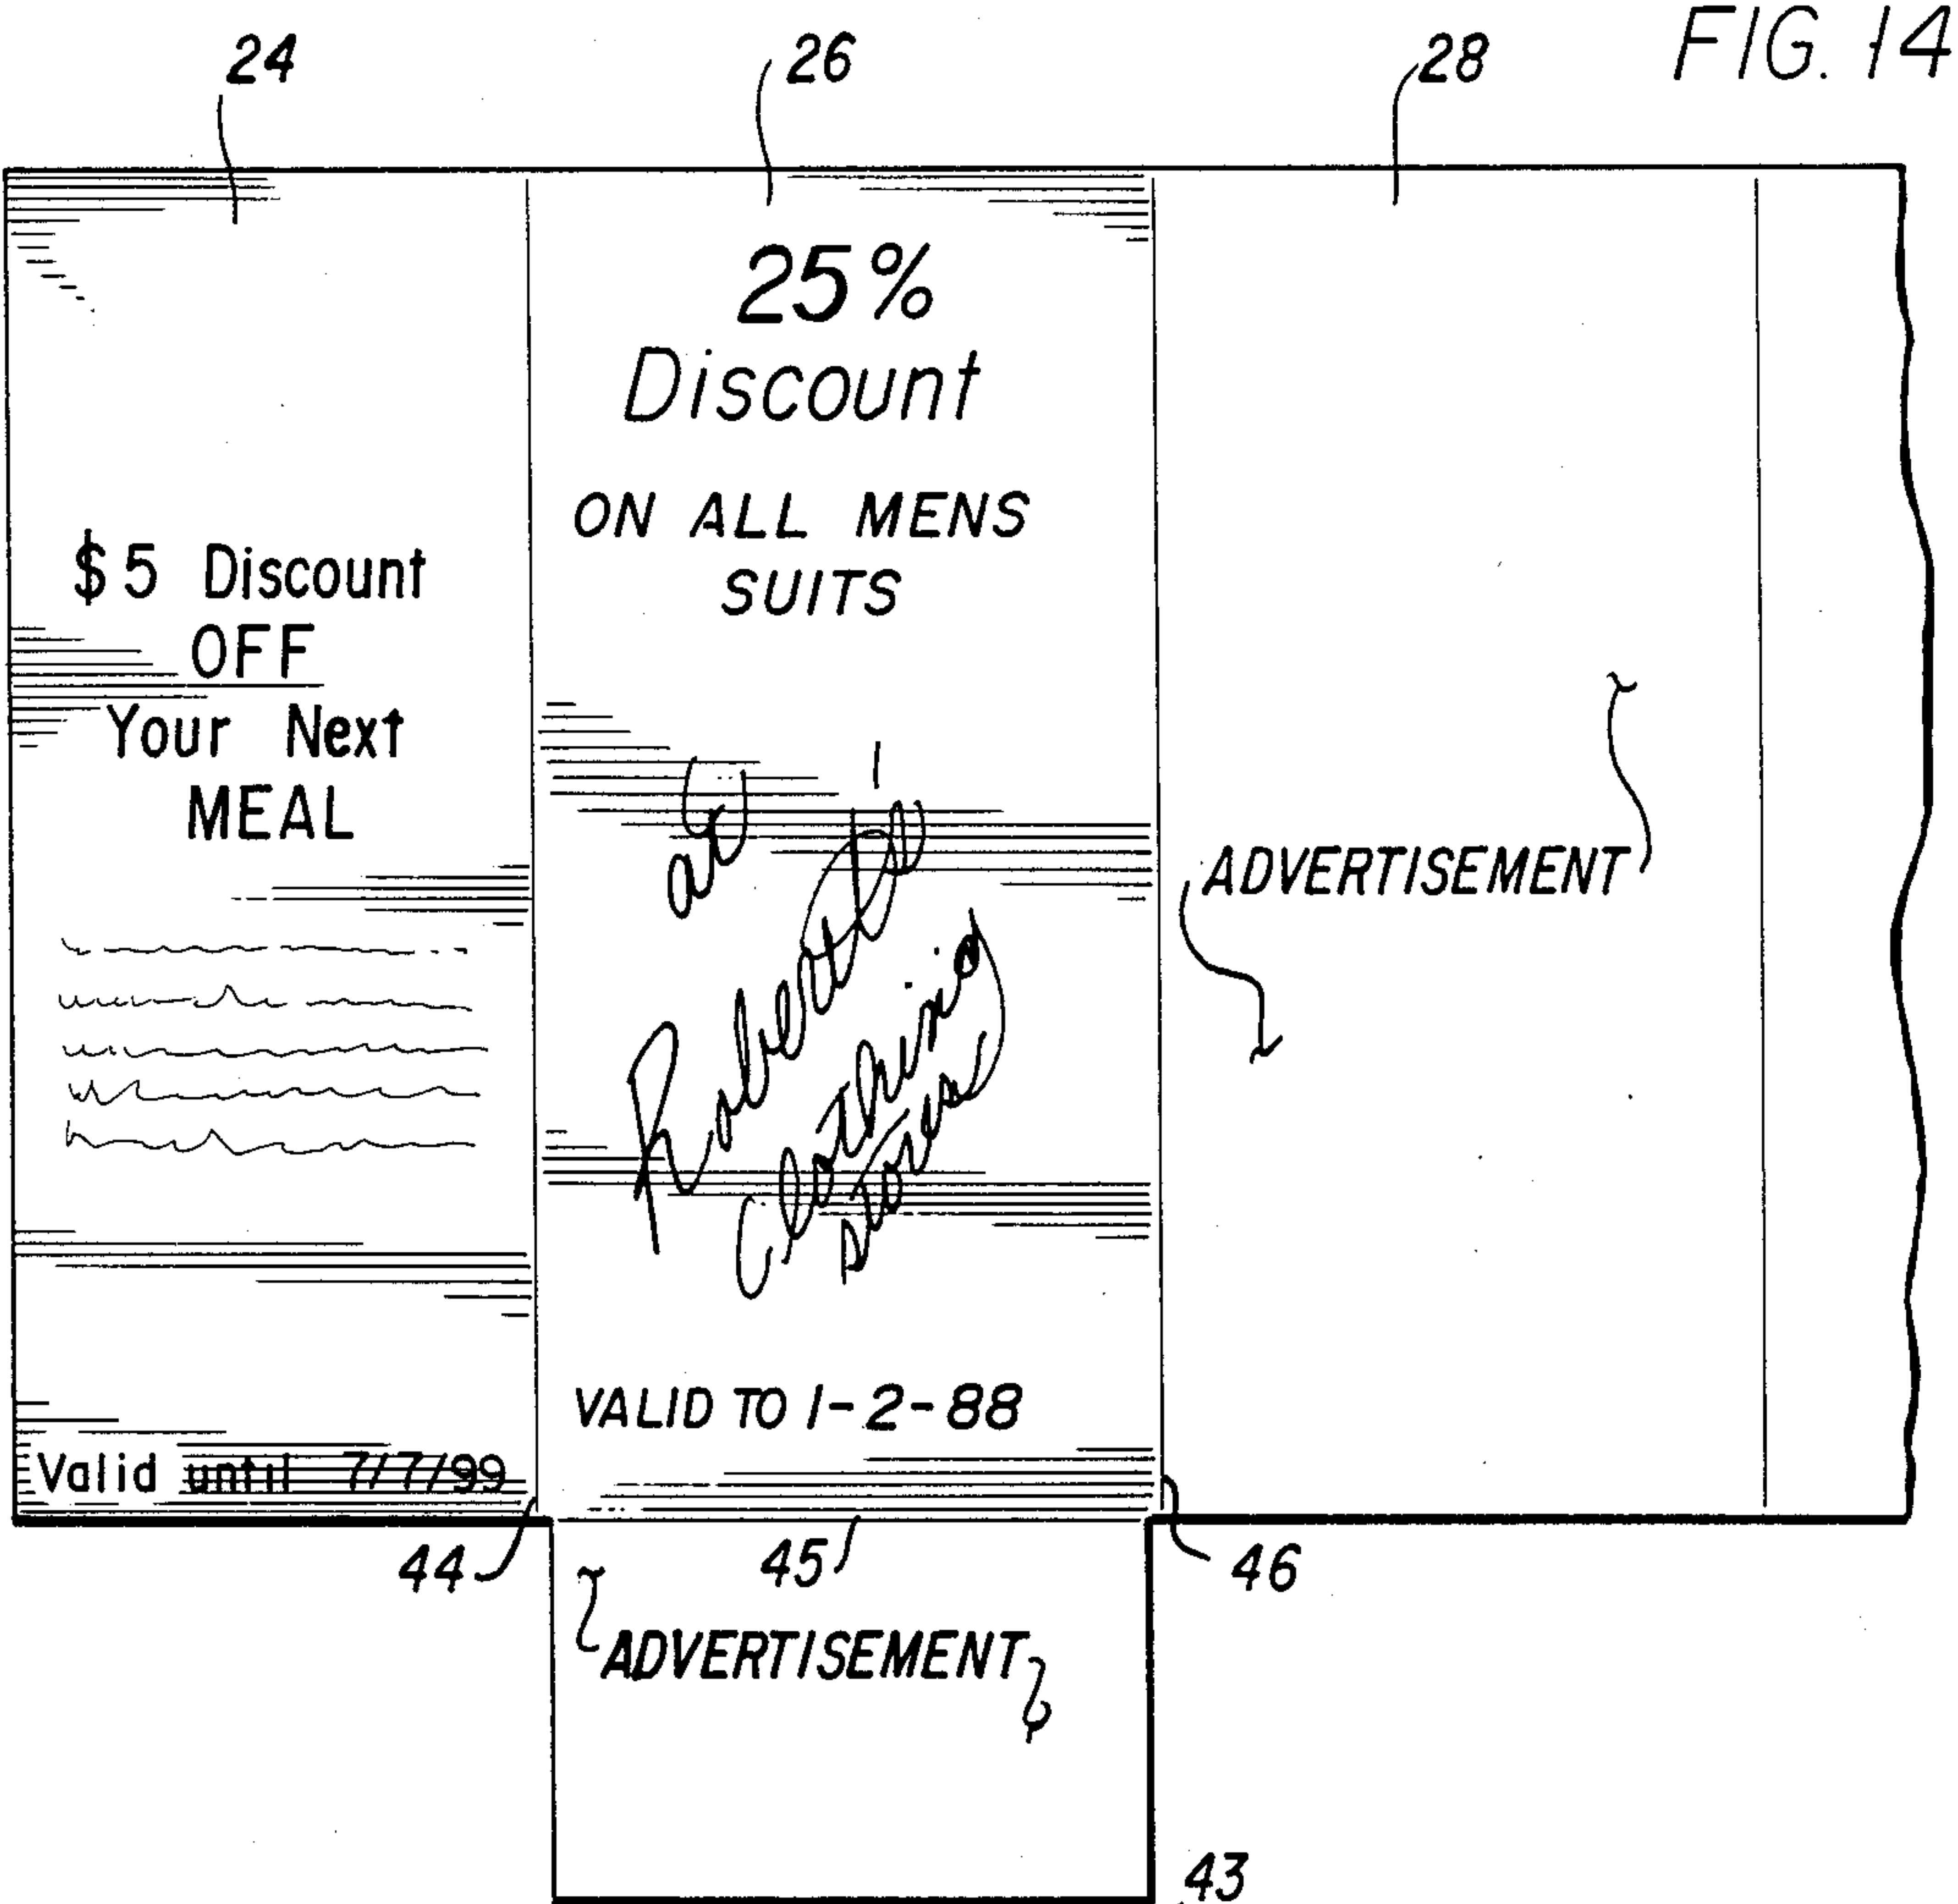 FIG. 14
24
26
28
$5 Discount
OFF
Your Next
MEAL
Valid until 7/7/99
25%
Discount
ON ALL MENS
SUITS
at
Robert's
Clothing
stores
VALID TO 1-2-88
ADVERTISEMENT
44
45
46
ADVERTISEMENT
43